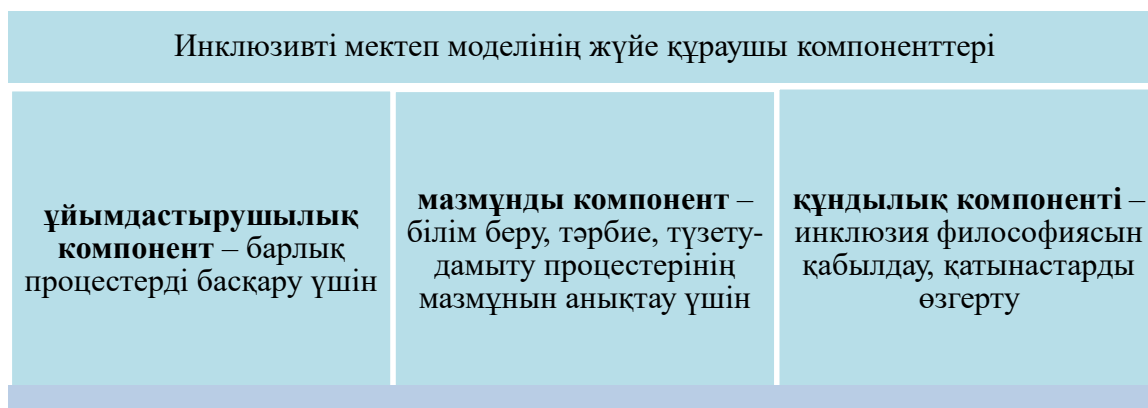 Инклюзивті мектеп моделінің жүйе құраушы компоненттері
ұйымдастырушылық
компонент – барлық
процестерді басқару үшін
мазмұнды компонент –
білім беру, тәрбие, түзету-
дамыту процестерінің
мазмұнын анықтау үшін
құндылық компоненті –
инклюзия философиясын
қабылдау, қатынастарды
өзгерту